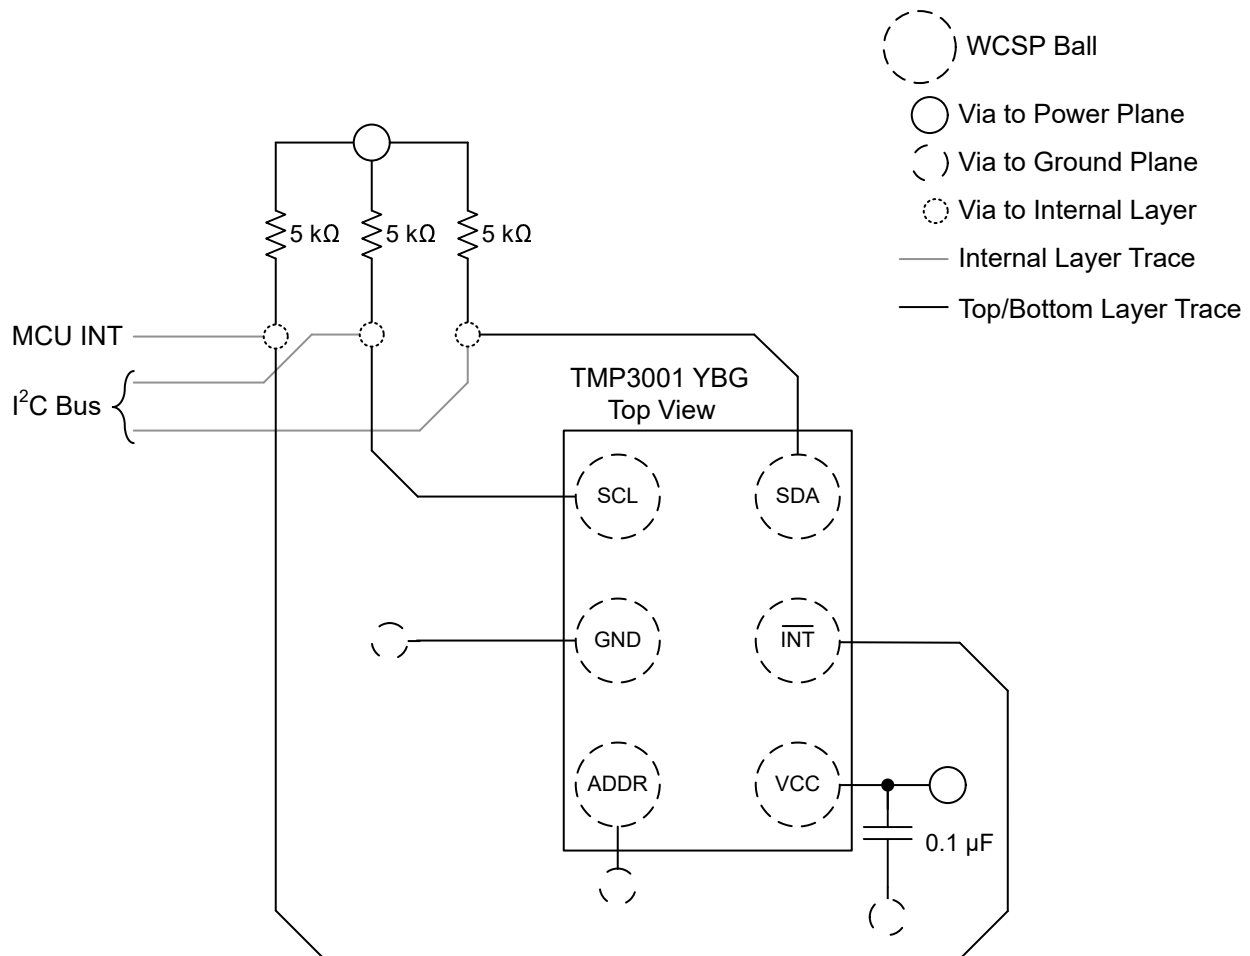 WCSP Ball
Via to Power Plane
Via to Ground Plane
Via to Internal Layer
Internal Layer Trace
Top/Bottom Layer Trace
5 kΩ 5 kΩ 5 kΩ
MCU INT
I²C Bus
TMP3001 YBG
Top View
SCL SDA
GND INT
ADDR VCC
0.1 µF